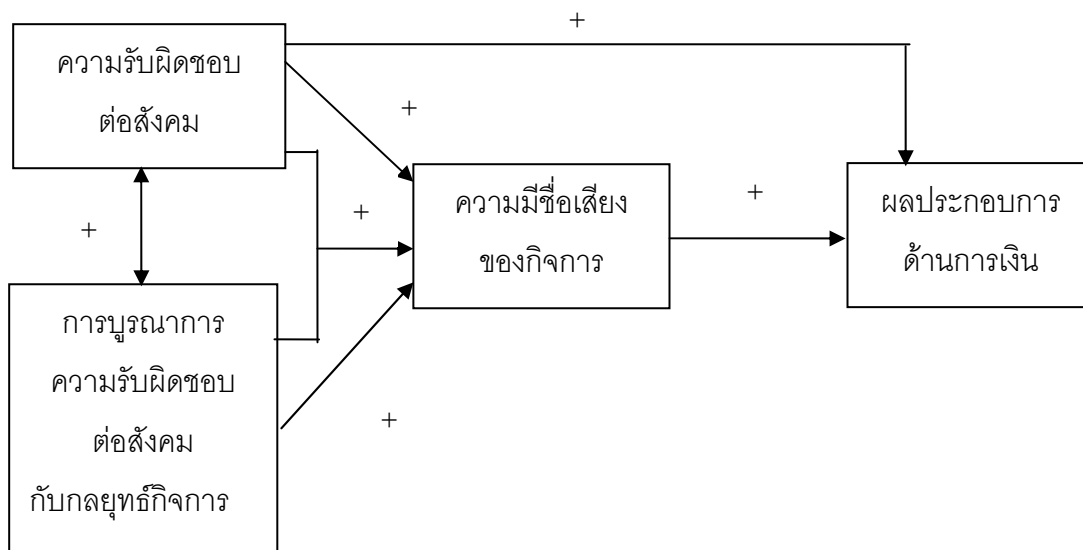 +
ความรับผิดชอบ
ต่อสังคม
+
+
ความมีชื่อเสียง
ของกิจการ
+
ผลประกอบการ
ด้านการเงิน
+
การบูรณาการ
ความรับผิดชอบ
ต่อสังคม
กับกลยุทธ์กิจการ
+